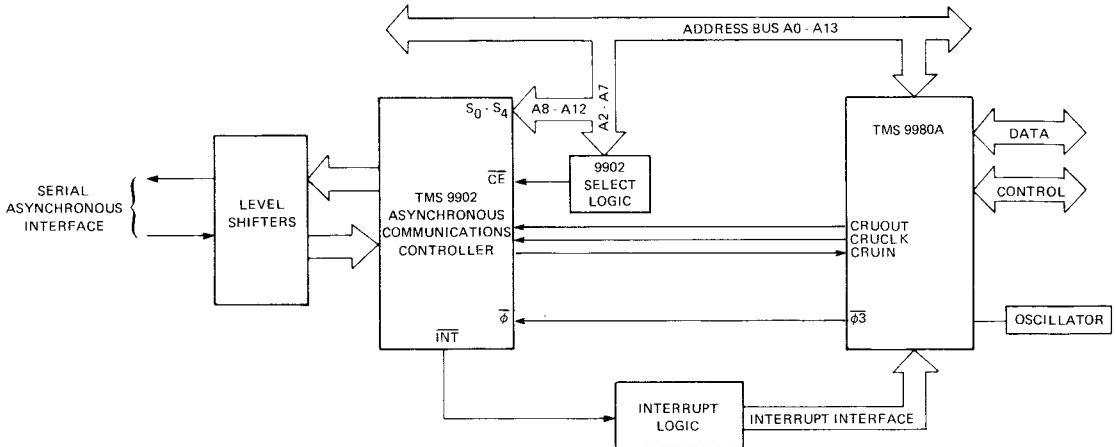 ADDRESS BUS A0 - A13
S0 - S4
A8 - A12
A2 - A7
TMS 9980A
DATA
CONTROL
9902
SELECT
LOGIC
CE
SERIAL
ASYNCHRONOUS
INTERFACE
LEVEL
SHIFTERS
TMS 9902
ASYNCHRONOUS
COMMUNICATIONS
CONTROLLER
CRUOUT
CRUCLK
CRUIN
ϕ
ϕ3
OSCILLATOR
INT
INTERRUPT
LOGIC
INTERRUPT INTERFACE